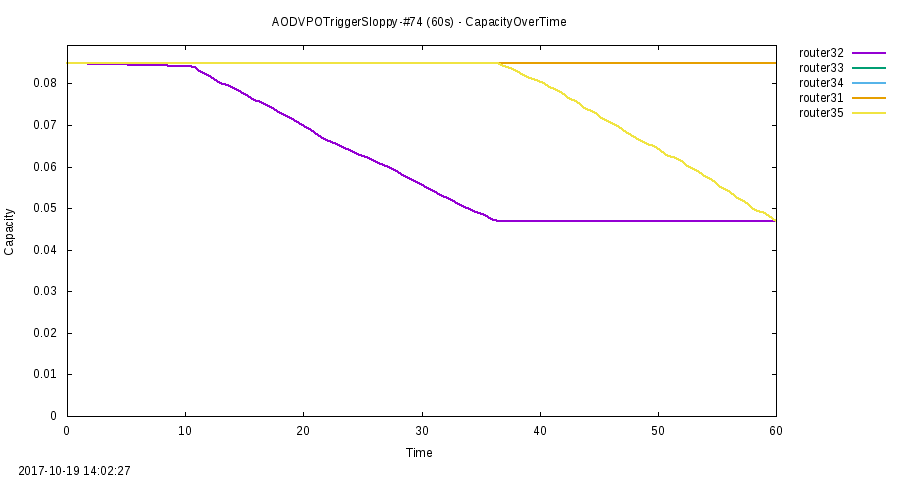 AODVPOTriggerSloppy-#74 (60s) - CapacityOverTime
router32
router33
router34
router31
router35
0.08
0.07
0.06
0.05
0.04
0.03
0.02
0.01
0
Capacity
0 10 20 30 40 50 60
Time
2017-10-19 14:02:27